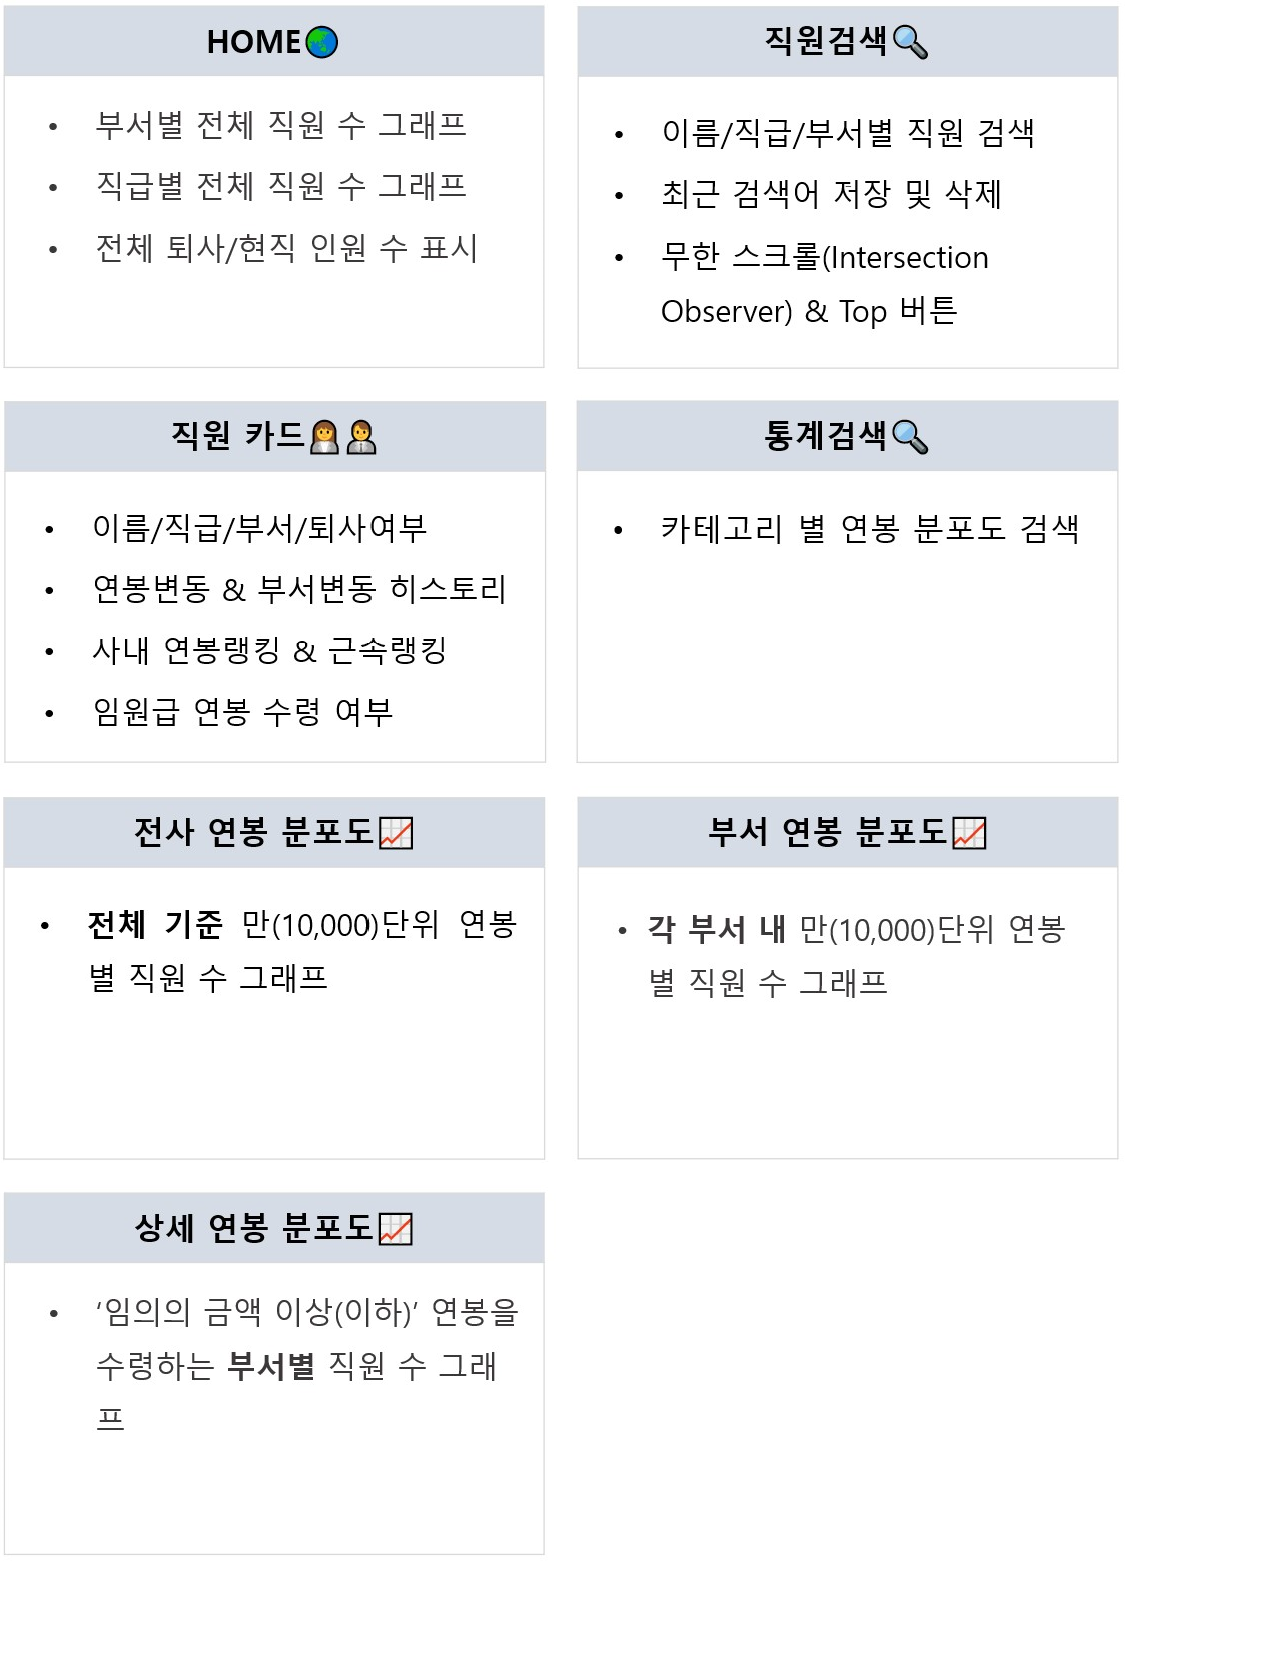 HOME🌏
• 부서별 전체 직원 수 그래프
• 직급별 전체 직원 수 그래프
• 전체 퇴사/현직 인원 수 표시
직원검색🔍
• 이름/직급/부서별 직원 검색
• 최근 검색어 저장 및 삭제
• 무한 스크롤(Intersection
Observer) & Top 버튼
직원 카드👩‍💼👨‍💼
• 이름/직급/부서/퇴사여부
• 연봉변동 & 부서변동 히스토리
• 사내 연봉랭킹 & 근속랭킹
• 임원급 연봉 수령 여부
통계검색🔍
• 카테고리 별 연봉 분포도 검색
전사 연봉 분포도📈
• 전체 기준 만(10,000)단위 연봉
별 직원 수 그래프
부서 연봉 분포도📈
• 각 부서 내 만(10,000)단위 연봉
별 직원 수 그래프
상세 연봉 분포도📈
• ‘임의의 금액 이상(이하)’ 연봉을
수령하는 부서별 직원 수 그래
프